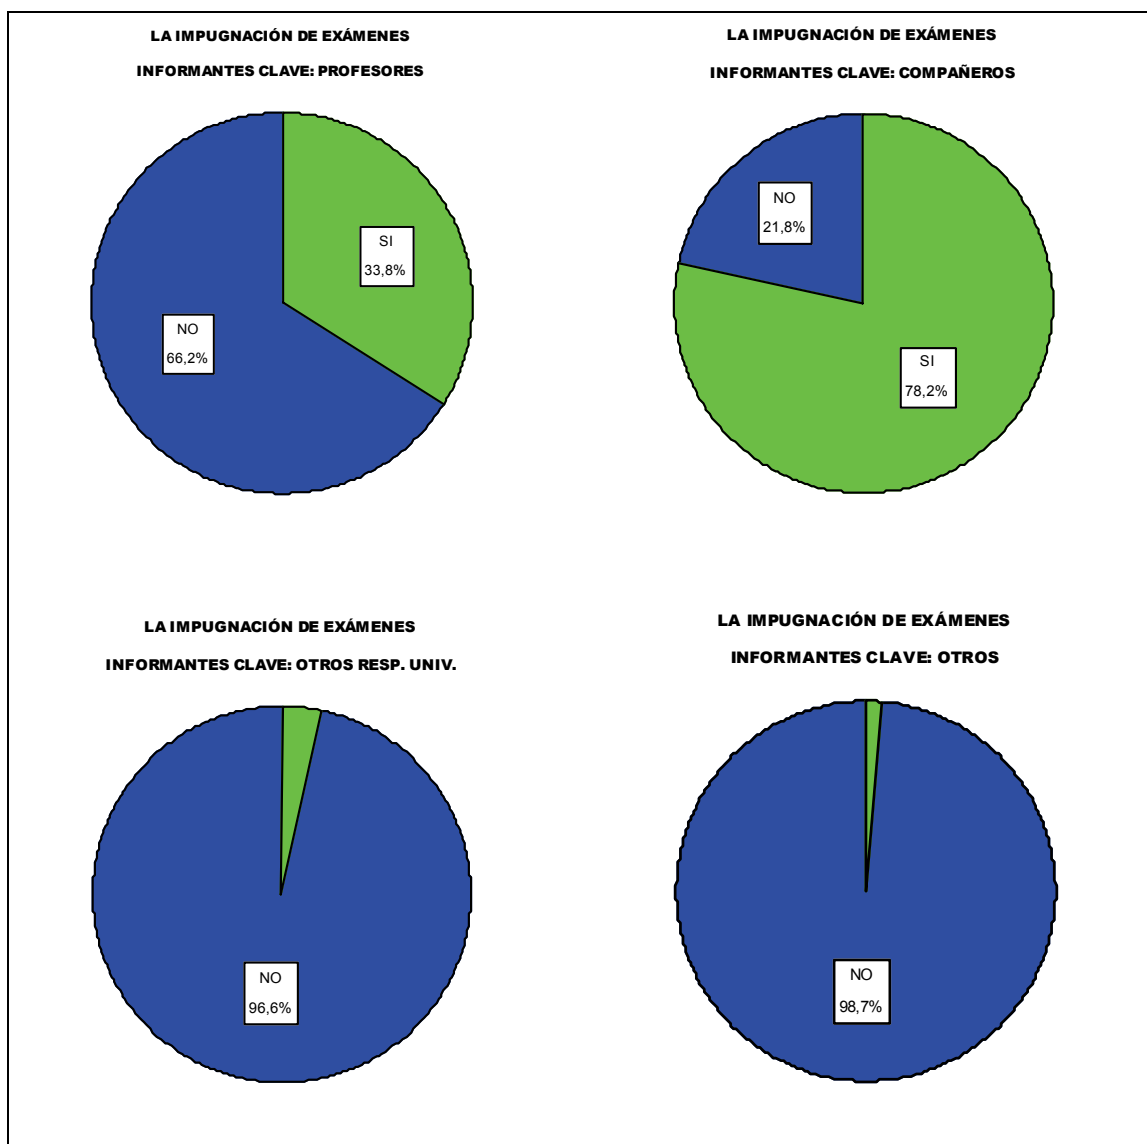 LA IMPUGNACIÓN DE EXÁMENES
INFORMANTES CLAVE: PROFESORES
SI
33,8%
NO
66,2%
LA IMPUGNACIÓN DE EXÁMENES
INFORMANTES CLAVE: COMPAÑEROS
NO
21,8%
SI
78,2%
LA IMPUGNACIÓN DE EXÁMENES
INFORMANTES CLAVE: OTROS RESP. UNIV.
NO
96,6%
LA IMPUGNACIÓN DE EXÁMENES
INFORMANTES CLAVE: OTROS
NO
98,7%